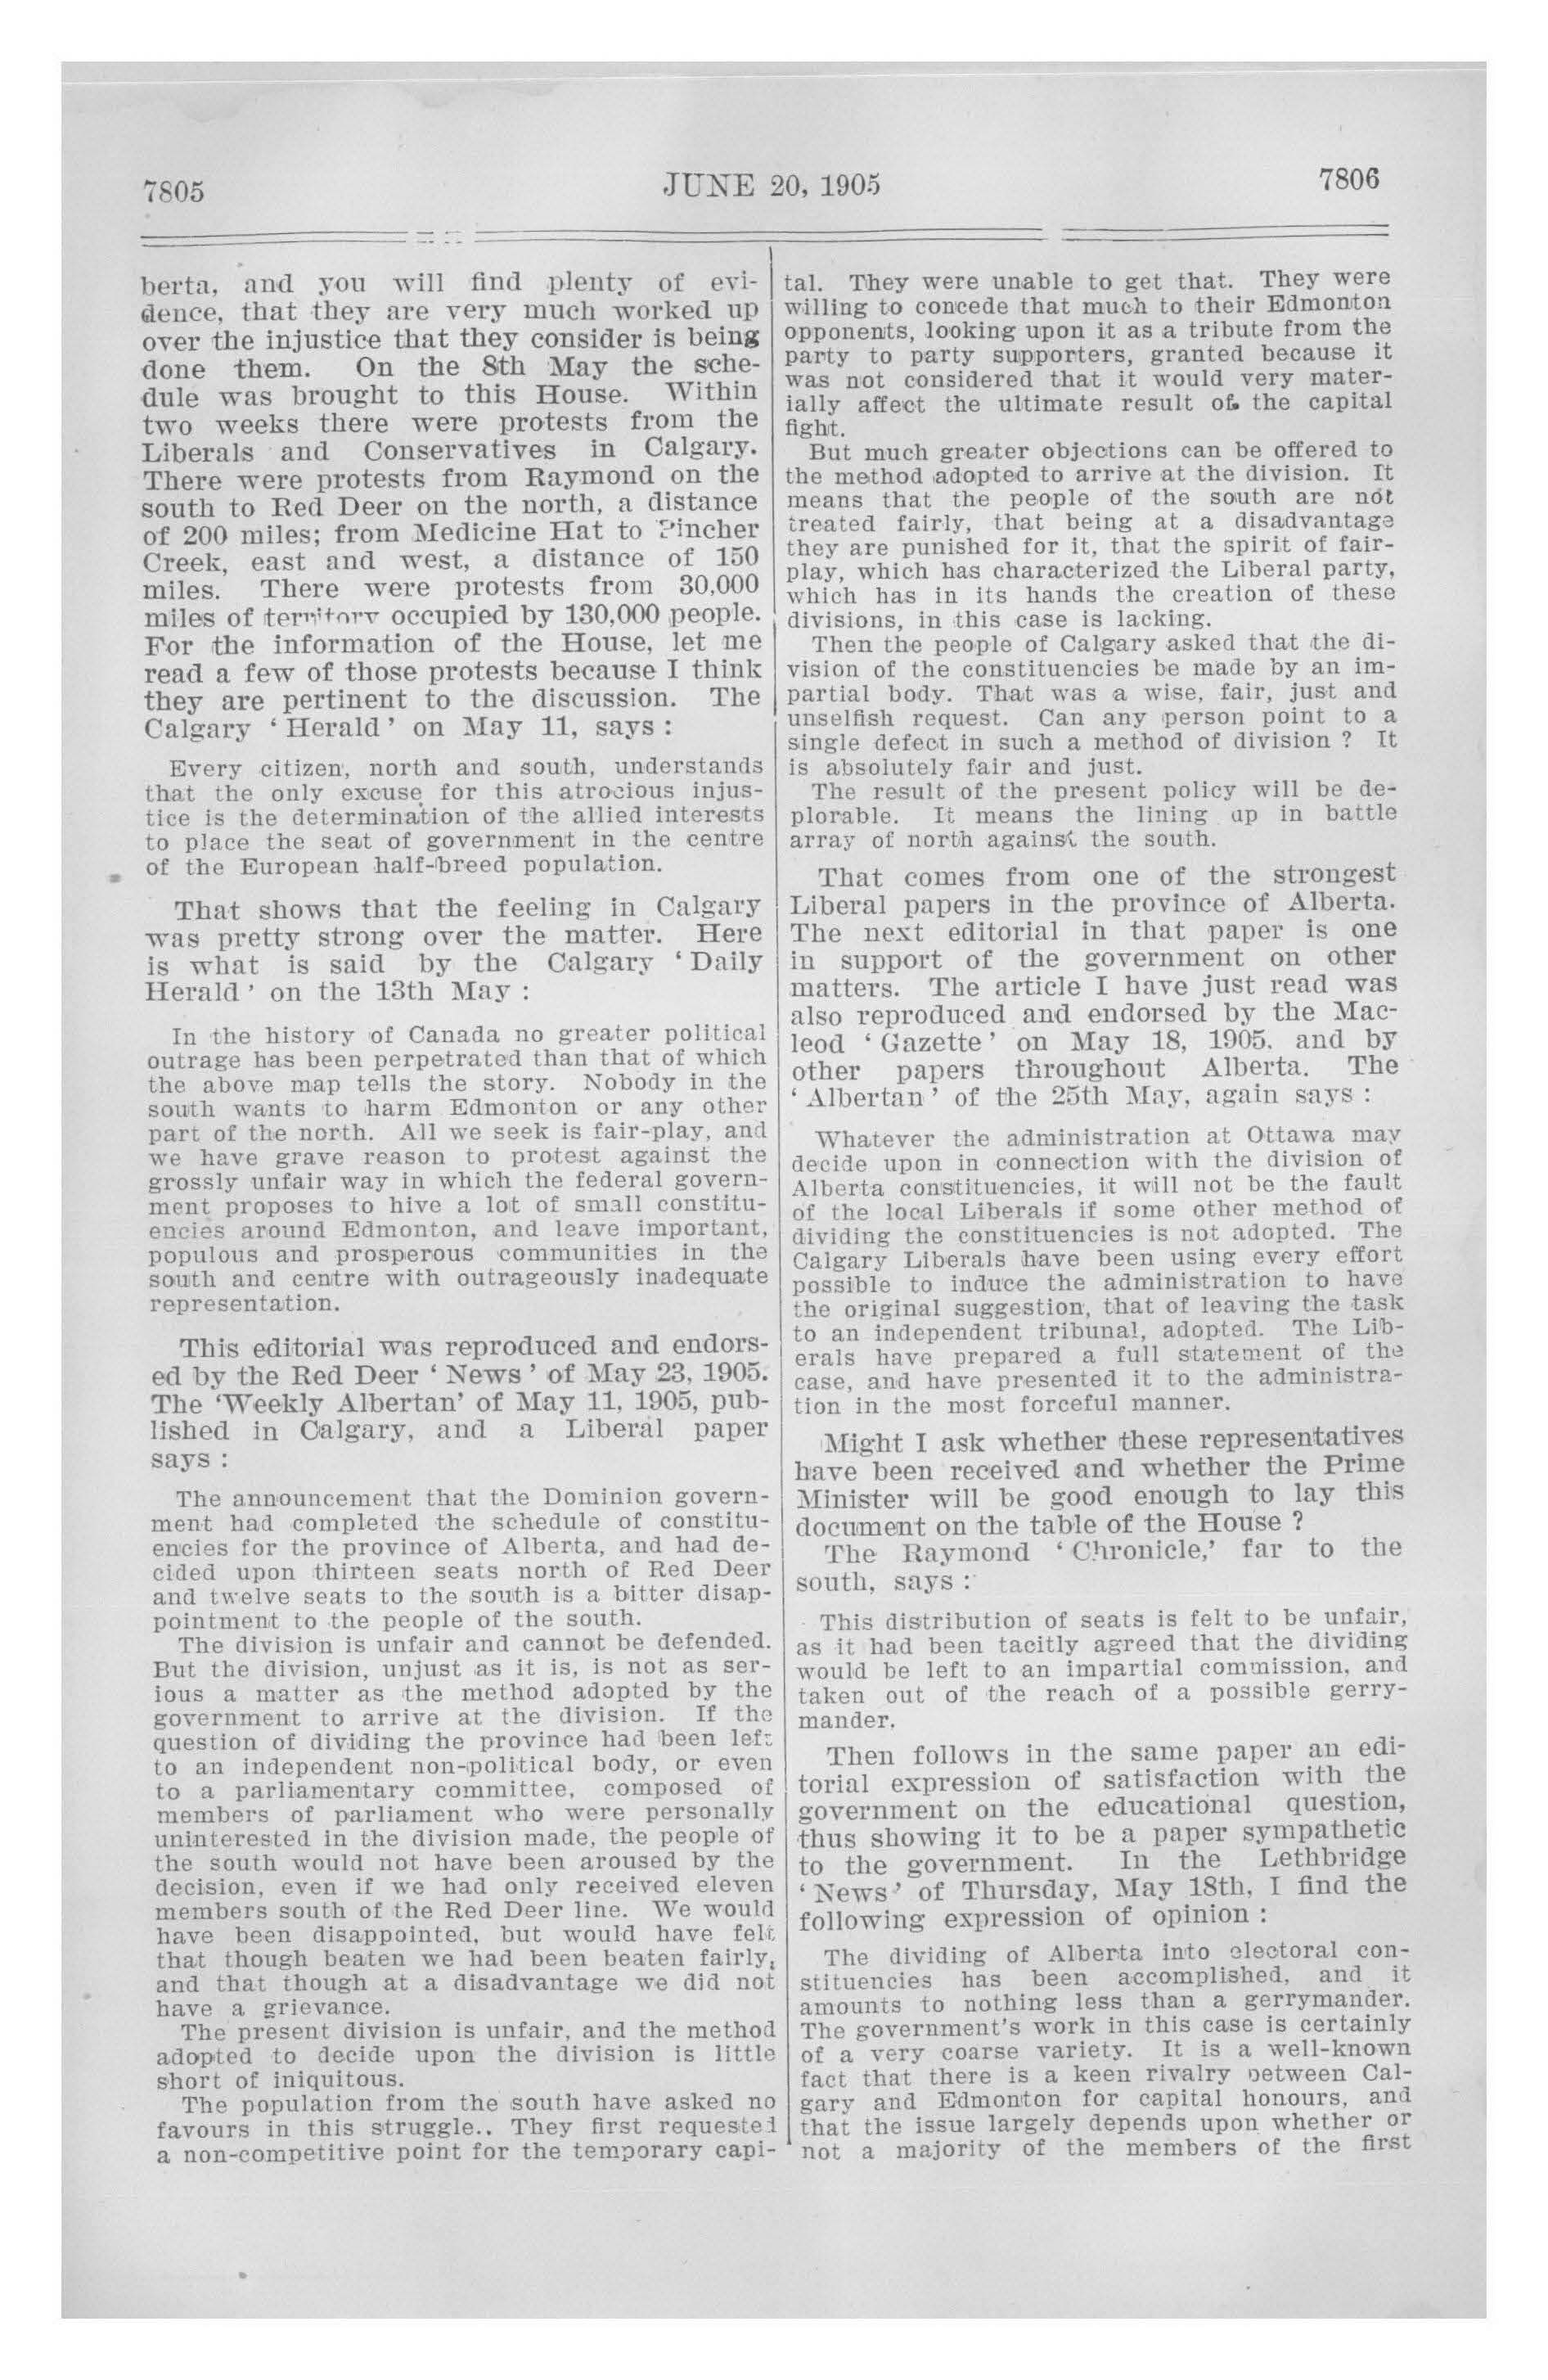 7805
JUNE 20, 1905
7806
berta, and you will find plenty of evi-
dence, that they are very much worked up
over the injustice that they consider is being
done them. On the 8th May the sche-
dule was brought to this House. Within
two weeks there were protests from the
Liberals and Conservatives in Calgary.
There were protests from Raymond on the
south to Red Deer on the north, a distance
of 200 miles; from Medicine Hat to Pincher
Creek, east and west, a distance of 150
miles. There were protests from 30,000
miles of territory occupied by 130,000 people.
For the information of the House, let me
read a few of those protests because I think
they are pertinent to the discussion. The
Calgary ‘ Herald ’ on May 11, says :
Every citizen, north and south, understands
that the only excuse for this atrocious injus-
tice is the determination of the allied interests
to place the seat of government in the centre
of the European half-breed population.
That shows that the feeling in Calgary
was pretty strong over the matter. Here
is what is said by the Calgary ‘ Daily
Herald ’ on the 13th May :
In the history of Canada no greater political
outrage has been perpetrated than that of which
the above map tells the story. Nobody in the
south wants to harm Edmonton or any other
part of the north. All we seek is fair-play, and
we have grave reason to protest against the
grossly unfair way in which the federal govern-
ment proposes to hive a lot of small constitu-
encies around Edmonton, and leave important,
populous and prosperous communities in the
south and centre with outrageously inadequate
representation.
This editorial was reproduced and endors-
ed by the Red Deer ‘ News ’ of May 23, 1905.
The ‘Weekly Albertan’ of May 11, 1905, pub-
lished in Calgary, and a Liberal paper
says :
The announcement that the Dominion govern-
ment had completed the schedule of constitu-
encies for the province of Alberta, and had de-
cided upon thirteen seats north of Red Deer
and twelve seats to the south is a bitter disap-
pointment to the people of the south.
The division is unfair and cannot be defended.
But the division, unjust as it is, is not as ser-
ious a matter as the method adopted by the
government to arrive at the division. If the
question of dividing the province had been left
to an independent non-political body, or even
to a parliamentary committee, composed of
members of parliament who were personally
uninterested in the division made, the people of
the south would not have been aroused by the
decision, even if we had only received eleven
members south of the Red Deer line. We would
have been disappointed, but would have felt
that though beaten we had been beaten fairly,
and that though at a disadvantage we did not
have a grievance.
The present division is unfair, and the method
adopted to decide upon the division is little
short of iniquitous.
The population from the south have asked no
favours in this struggle.. They first requested
a non-competitive point for the temporary capi-
tal. They were unable to get that. They were
willing to concede that much to their Edmonton
opponents, looking upon it as a tribute from the
party to party supporters, granted because it
was not considered that it would very mater-
ially affect the ultimate result of the capital
fight.
But much greater objections can be offered to
the method adopted to arrive at the division. It
means that the people of the south are not
treated fairly, that being at a disadvantage
they are punished for it, that the spirit of fair-
play, which has characterized the Liberal party,
which has in its hands the creation of these
divisions, in this case is lacking.
Then the people of Calgary asked that the di-
vision of the constituencies be made by an im-
partial body. That was a wise, fair, just and
unselfish request. Can any person point to a
single defect in such a method of division ? It
is absolutely fair and just.
The result of the present policy will be de-
plorable. It means the lining up in battle
array of north against the south.
That comes from one of the strongest
Liberal papers in the province of Alberta.
The next editorial in that paper is one
in support of the government on other
matters. The article I have just read was
also reproduced and endorsed by the Mac-
leod ‘ Gazette ’ on May 18, 1905. and by
other papers throughout Alberta. The
‘ Albertan ’ of the 25th May, again says :
Whatever the administration at Ottawa may
decide upon in connection with the division of
Alberta constituencies, it will not be the fault
of the local Liberals if some other method of
dividing the constituencies is not adopted. The
Calgary Liberals have been using every effort
possible to induce the administration to have
the original suggestion, that of leaving the task
to an independent tribunal, adopted. The Lib-
erals have prepared a full statement of the
case, and have presented it to the administra-
tion in the most forceful manner.
Might I ask whether these representatives
have been received and whether the Prime
Minister will be good enough to lay this
document on the table of the House ?
The Raymond ‘ Chronicle,’ far to the
south, says :
This distribution of seats is felt to be unfair,
as it had been tacitly agreed that the dividing
would be left to an impartial commission, and
taken out of the reach of a possible gerry-
mander.
Then follows in the same paper an edi-
torial expression of satisfaction with the
government on the educational question,
thus showing it to be a paper sympathetic
to the government. In the Lethbridge
‘ News ’ of Thursday, May 18th, I find the
following expression of opinion :
The dividing of Alberta into electoral con-
stituencies has been accomplished, and it
amounts to nothing less than a gerrymander.
The government's work in this case is certainly
of a very coarse variety. It is a well-known
fact that there is a keen rivalry between Cal-
gary and Edmonton for capital honours, and
that the issue largely depends upon whether or
not a majority of the members of the first